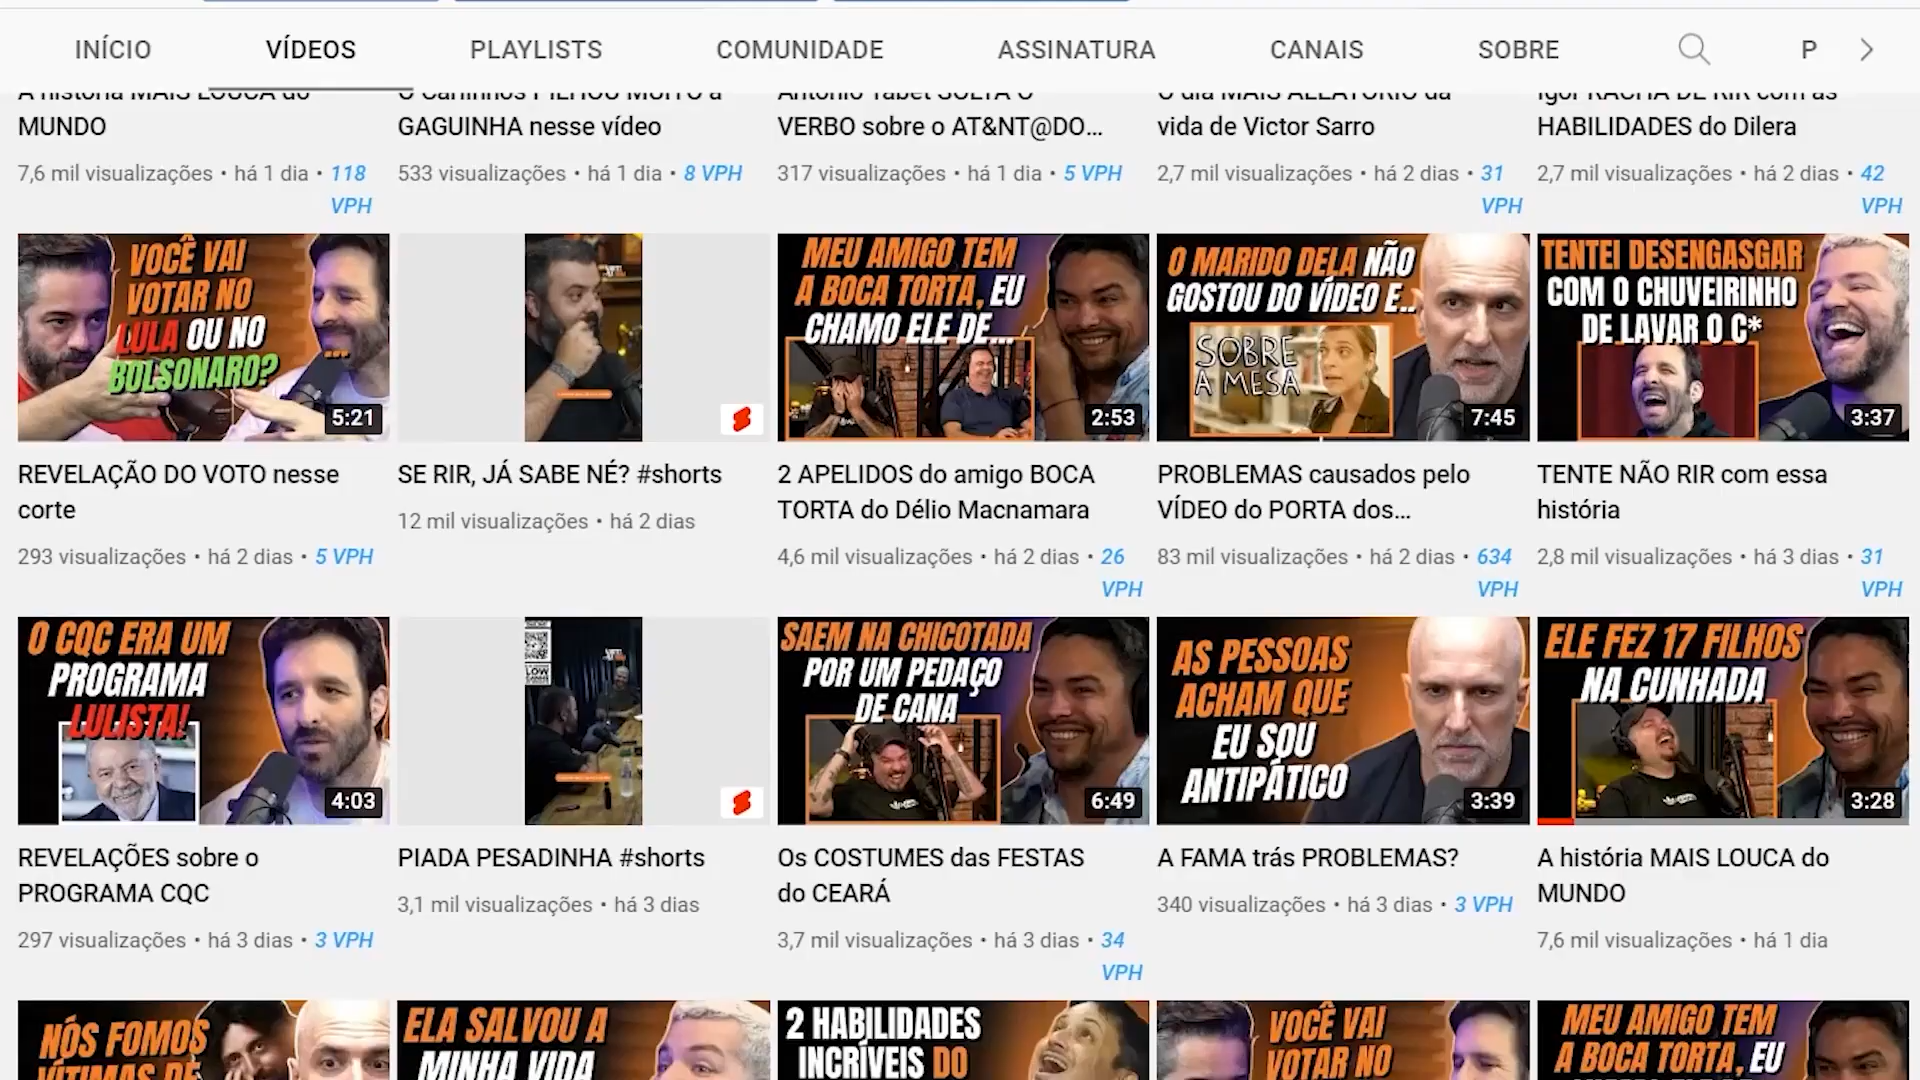 INÍCIO VÍDEOS PLAYLISTS COMUNIDADE ASSINATURA CANAIS SOBRE P
A história MAIS LOUCA do
MUNDO
7,6 mil visualizações • há 1 dia • 118
VPH
O Carlinhos PILHOU MUITO a
GAGUINHA nesse vídeo
533 visualizações • há 1 dia • 8 VPH
Antonio Tabet SOLTA O
VERBO sobre o AT&NT@DO...
317 visualizações • há 1 dia • 5 VPH
O dia MAIS ALEATÓRIO da
vida de Victor Sarro
2,7 mil visualizações • há 2 dias • 31
VPH
Igor RACHA DE RIR com as
HABILIDADES do Dilera
2,7 mil visualizações • há 2 dias • 42
VPH
VOCÊ VAI
VOTAR NO
LULA OU NO
BOLSONARO?
...
5:21
REVELAÇÃO DO VOTO nesse
corte
293 visualizações • há 2 dias • 5 VPH
SE RIR, JÁ SABE NÉ? #shorts
12 mil visualizações • há 2 dias
MEU AMIGO TEM
A BOCA TORTA, EU
CHAMO ELE DE...
2:53
2 APELIDOS do amigo BOCA
TORTA do Délio Macnamara
4,6 mil visualizações • há 2 dias • 26
VPH
O MARIDO DELA NÃO
GOSTOU DO VÍDEO E...
SOBRE
A MESA
7:45
PROBLEMAS causados pelo
VÍDEO do PORTA dos...
83 mil visualizações • há 2 dias • 634
VPH
TENTEI DESENGASGAR
COM O CHUVEIRINHO
DE LAVAR O C*
3:37
TENTE NÃO RIR com essa
história
2,8 mil visualizações • há 3 dias • 31
VPH
O CQC ERA UM
PROGRAMA
LULISTA!
4:03
REVELAÇÕES sobre o
PROGRAMA CQC
297 visualizações • há 3 dias • 3 VPH
PIADA PESADINHA #shorts
3,1 mil visualizações • há 3 dias
SAEM NA CHICOTADA
POR UM PEDAÇO
DE CANA
6:49
Os COSTUMES das FESTAS
do CEARÁ
3,7 mil visualizações • há 3 dias • 34
VPH
AS PESSOAS
ACHAM QUE
EU SOU
ANTIPÁTICO
3:39
A FAMA trás PROBLEMAS?
340 visualizações • há 3 dias • 3 VPH
ELE FEZ 17 FILHOS
NA CUNHADA
3:28
A história MAIS LOUCA do
MUNDO
7,6 mil visualizações • há 1 dia
NÓS FOMOS
VÍTIMAS DE
ELA SALVOU A
MINHA VIDA
2 HABILIDADES
INCRÍVEIS DO
VOCÊ VAI
VOTAR NO
MEU AMIGO TEM
A BOCA TORTA, EU